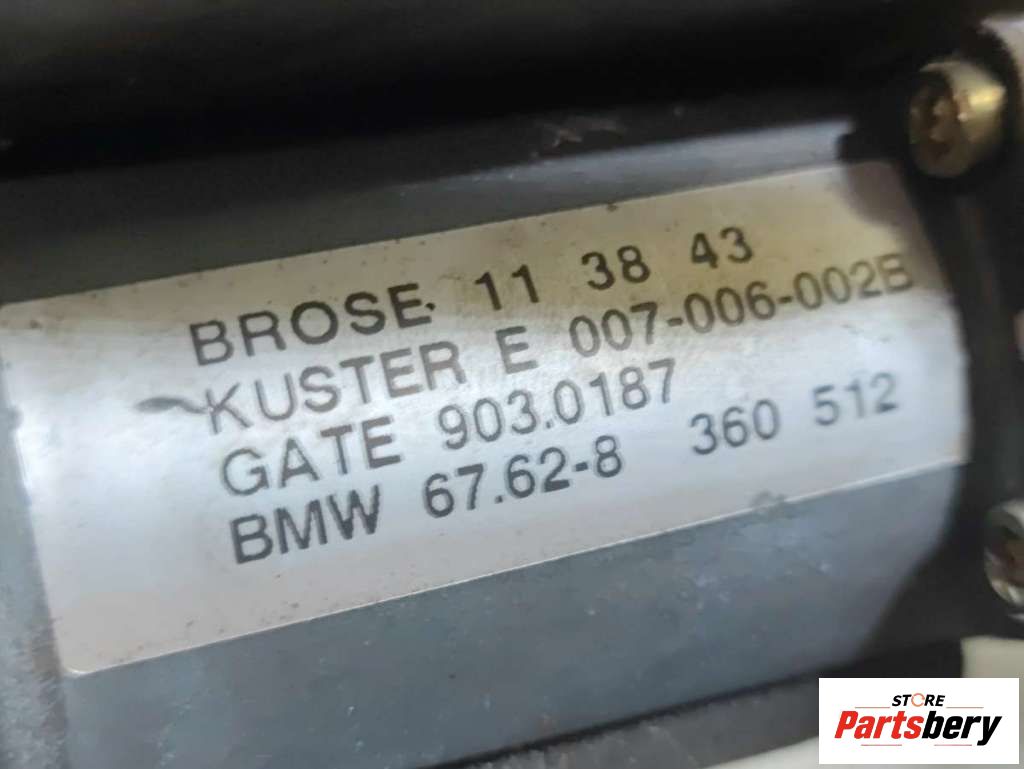 BROSE. 11 38 43
KUSTER E 007-006-002B
GATE 903.0187
BMW 67.62-8 360 512
STORE
Partsbery